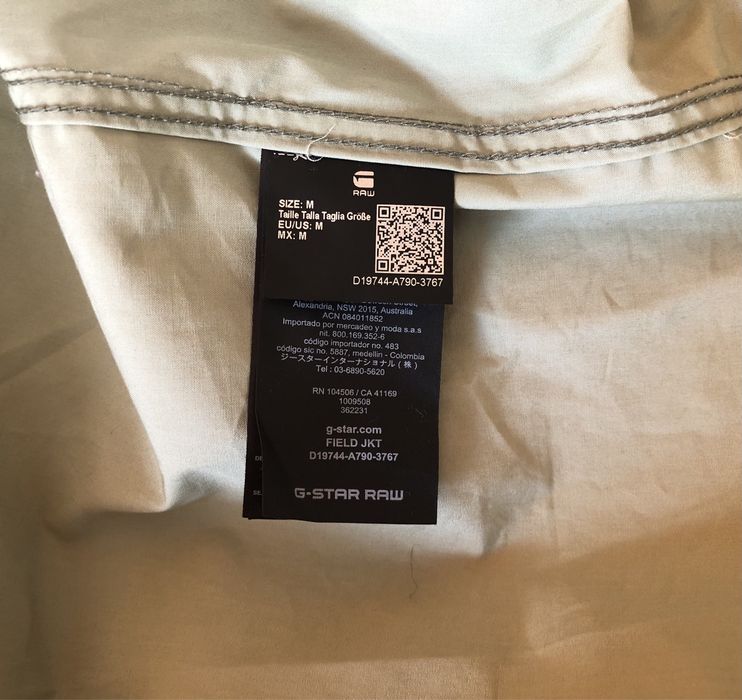 RAW
SIZE: M
Taille Talla Taglia Größe
EU/US: M
MX: M
D19744-A790-3767
Alexandria, NSW 2015, Australia
ACN 084011852
Importado por mercadeo y moda s.a.s
nit. 800.169.352-6
código importador no. 483
código sic no. 5887, medellin - Colombia
ジースターインターナショナル(株)
Tel : 03-6890-5620
RN 104506 / CA 41169
1009508
362231
g-star.com
FIELD JKT
D19744-A790-3767
DE
SE
G-STAR RAW